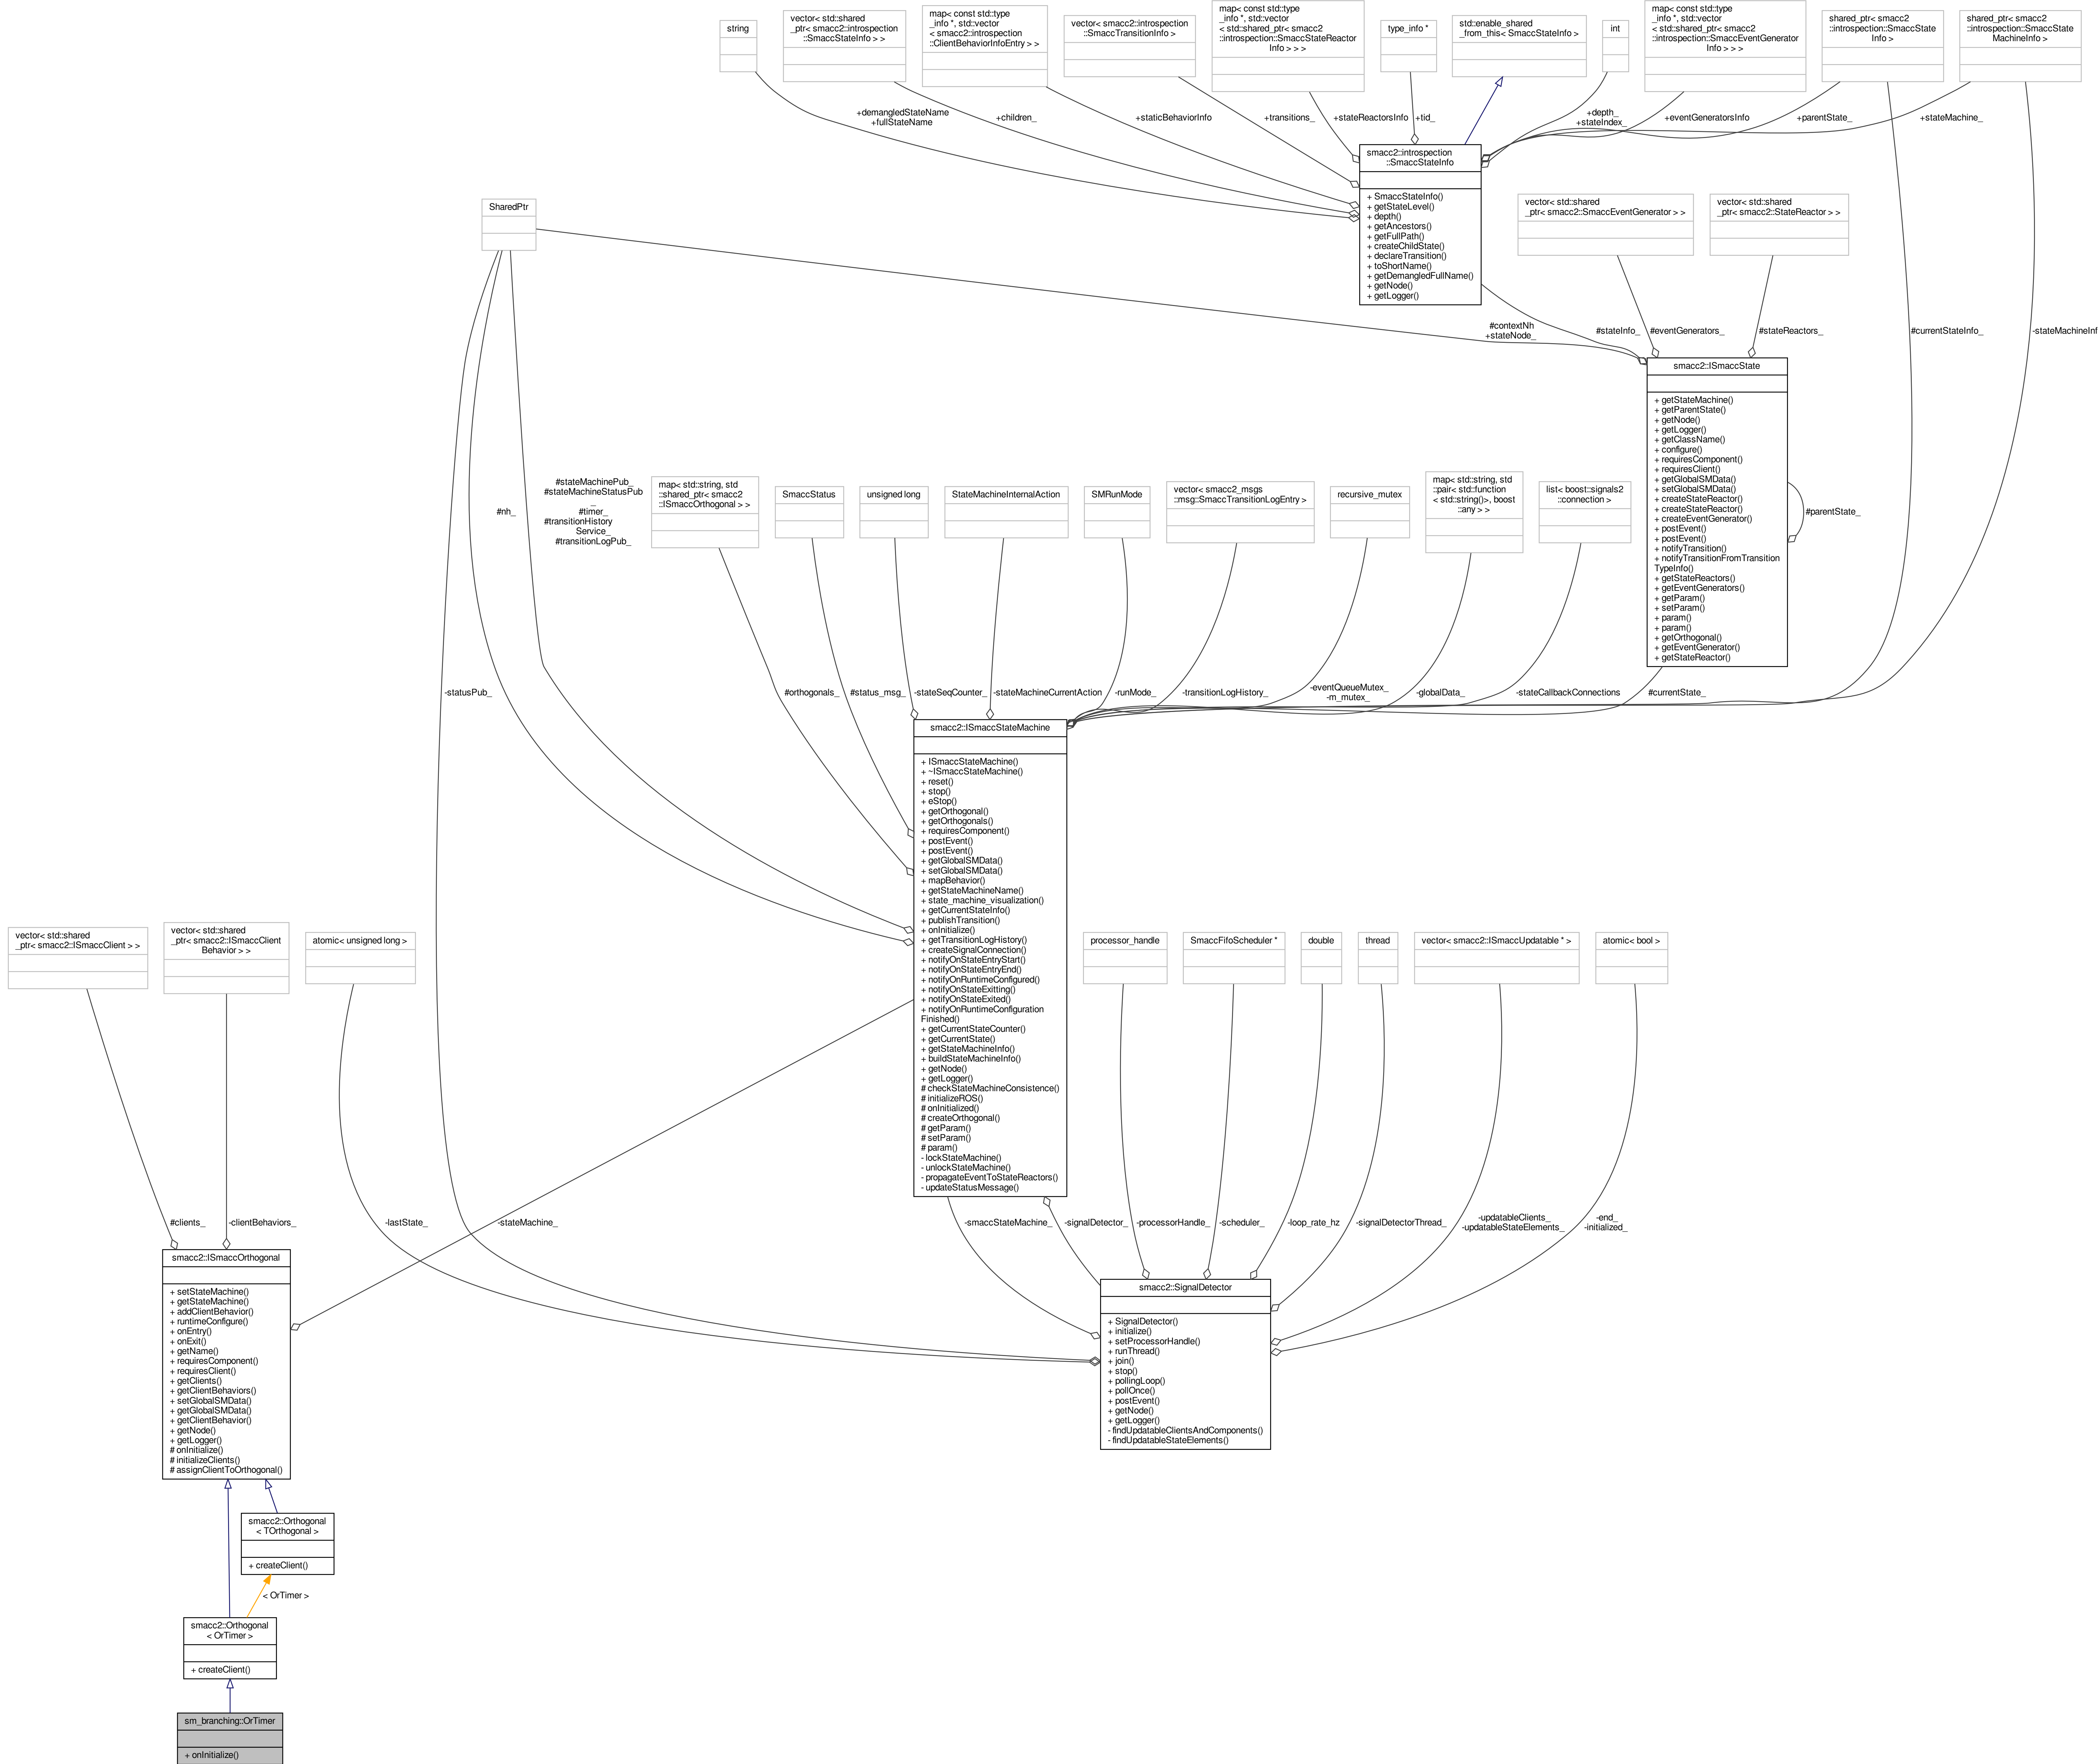 string
vector< std::shared
_ptr< smacc2::introspection
::SmaccStateInfo > >
map< const std::type
_info *, std::vector
< smacc2::introspection
::ClientBehaviorInfoEntry > >
vector< smacc2::introspection
::SmaccTransitionInfo >
map< const std::type
_info *, std::vector
< std::shared_ptr< smacc2
::introspection::SmaccStateReactor
Info > > >
type_info *
std::enable_shared
_from_this< SmaccStateInfo >
int
map< const std::type
_info *, std::vector
< std::shared_ptr< smacc2
::introspection::SmaccEventGenerator
Info > > >
shared_ptr< smacc2
::introspection::SmaccState
Info >
shared_ptr< smacc2
::introspection::SmaccState
MachineInfo >
+demangledStateName
+fullStateName
+children_
+staticBehaviorInfo
+transitions_
+stateReactorsInfo
+tid_
+depth_
+stateIndex_
+eventGeneratorsInfo
+parentState_
+stateMachine_
smacc2::introspection
::SmaccStateInfo
+ SmaccStateInfo()
+ getStateLevel()
+ depth()
+ getAncestors()
+ getFullPath()
+ createChildState()
+ declareTransition()
+ toShortName()
+ getDemangledFullName()
+ getNode()
+ getLogger()
SharedPtr
vector< std::shared
_ptr< smacc2::SmaccEventGenerator > >
vector< std::shared
_ptr< smacc2::StateReactor > >
#contextNh
+stateNode_
#stateInfo_
#eventGenerators_
#stateReactors_
#currentStateInfo_
-stateMachineInf
smacc2::ISmaccState
+ getStateMachine()
+ getParentState()
+ getNode()
+ getLogger()
+ getClassName()
+ configure()
+ requiresComponent()
+ requiresClient()
+ getGlobalSMData()
+ setGlobalSMData()
+ createStateReactor()
+ createStateReactor()
+ createEventGenerator()
+ postEvent()
+ postEvent()
+ notifyTransition()
+ notifyTransitionFromTransition
TypeInfo()
+ getStateReactors()
+ getEventGenerators()
+ getParam()
+ setParam()
+ param()
+ param()
+ getOrthogonal()
+ getEventGenerator()
+ getStateReactor()
#parentState_
#nh_
#stateMachinePub_
#stateMachineStatusPub
_
#timer_
#transitionHistory
Service_
#transitionLogPub_
map< std::string, std
::shared_ptr< smacc2
::ISmaccOrthogonal > >
SmaccStatus
unsigned long
StateMachineInternalAction
SMRunMode
vector< smacc2_msgs
::msg::SmaccTransitionLogEntry >
recursive_mutex
map< std::string, std
::pair< std::function
< std::string()>, boost
::any > >
list< boost::signals2
::connection >
-statusPub_
#orthogonals_
#status_msg_
-stateSeqCounter_
-stateMachineCurrentAction
-runMode_
-transitionLogHistory_
-eventQueueMutex_
-m_mutex_
-globalData_
-stateCallbackConnections
#currentState_
smacc2::ISmaccStateMachine
+ ISmaccStateMachine()
+ ~ISmaccStateMachine()
+ reset()
+ stop()
+ eStop()
+ getOrthogonal()
+ getOrthogonals()
+ requiresComponent()
+ postEvent()
+ postEvent()
+ getGlobalSMData()
+ setGlobalSMData()
+ mapBehavior()
+ getStateMachineName()
+ state_machine_visualization()
+ getCurrentStateInfo()
+ publishTransition()
+ onInitialize()
+ getTransitionLogHistory()
+ createSignalConnection()
+ notifyOnStateEntryStart()
+ notifyOnStateEntryEnd()
+ notifyOnRuntimeConfigured()
+ notifyOnStateExitting()
+ notifyOnStateExited()
+ notifyOnRuntimeConfiguration
Finished()
+ getCurrentStateCounter()
+ getCurrentState()
+ getStateMachineInfo()
+ buildStateMachineInfo()
+ getNode()
+ getLogger()
# checkStateMachineConsistence()
# initializeROS()
# onInitialized()
# createOrthogonal()
# getParam()
# setParam()
# param()
- lockStateMachine()
- unlockStateMachine()
- propagateEventToStateReactors()
- updateStatusMessage()
vector< std::shared
_ptr< smacc2::ISmaccClient > >
vector< std::shared
_ptr< smacc2::ISmaccClient
Behavior > >
atomic< unsigned long >
processor_handle
SmaccFifoScheduler *
double
thread
vector< smacc2::ISmaccUpdatable * >
atomic< bool >
#clients_
-clientBehaviors_
-lastState_
-stateMachine_
-smaccStateMachine_
-signalDetector_
-processorHandle_
-scheduler_
-loop_rate_hz
-signalDetectorThread_
-updatableClients_
-updatableStateElements_
-end_
-initialized_
smacc2::ISmaccOrthogonal
+ setStateMachine()
+ getStateMachine()
+ addClientBehavior()
+ runtimeConfigure()
+ onEntry()
+ onExit()
+ getName()
+ requiresComponent()
+ requiresClient()
+ getClients()
+ getClientBehaviors()
+ setGlobalSMData()
+ getGlobalSMData()
+ getClientBehavior()
+ getNode()
+ getLogger()
# onInitialize()
# initializeClients()
# assignClientToOrthogonal()
smacc2::SignalDetector
+ SignalDetector()
+ initialize()
+ setProcessorHandle()
+ runThread()
+ join()
+ stop()
+ pollingLoop()
+ pollOnce()
+ postEvent()
+ getNode()
+ getLogger()
- findUpdatableClientsAndComponents()
- findUpdatableStateElements()
smacc2::Orthogonal
< TOrthogonal >
+ createClient()
< OrTimer >
smacc2::Orthogonal
< OrTimer >
+ createClient()
sm_branching::OrTimer
+ onInitialize()